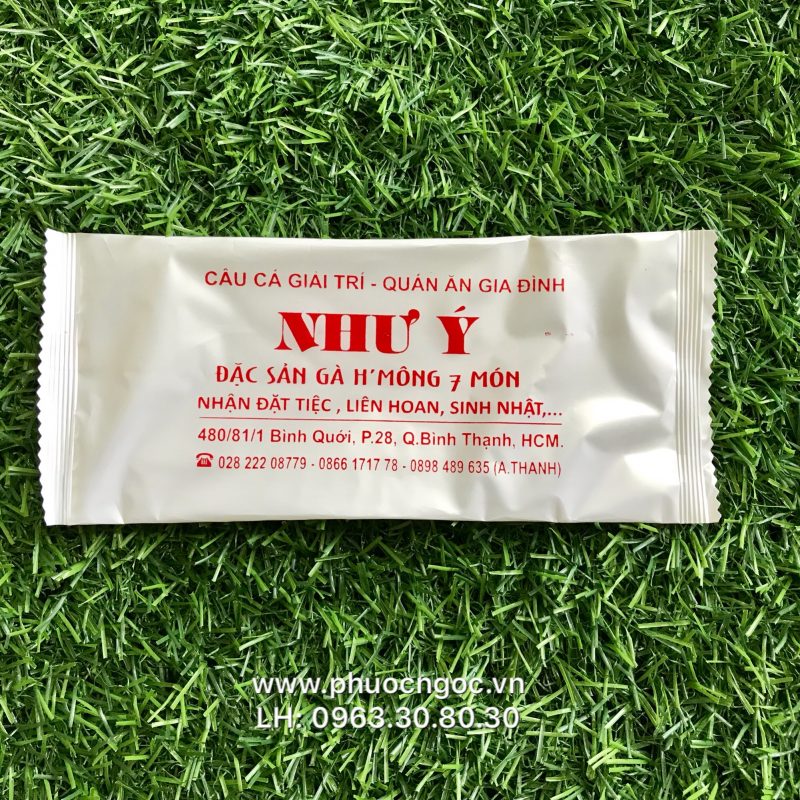 CÂU CÁ GIẢI TRÍ - QUÁN ĂN GIA ĐÌNH
NHƯ Ý
ĐẶC SẢN GÀ H'MÔNG 7 MÓN
NHẬN ĐẶT TIỆC , LIÊN HOAN, SINH NHẬT,...
480/81/1 Bình Quới, P.28, Q.Bình Thạnh, HCM.
☎ 028 222 08779 - 0866 1717 78 - 0898 489 635 (A.THANH)
www.phuocngoc.vn
LH: 0963.30.80.30